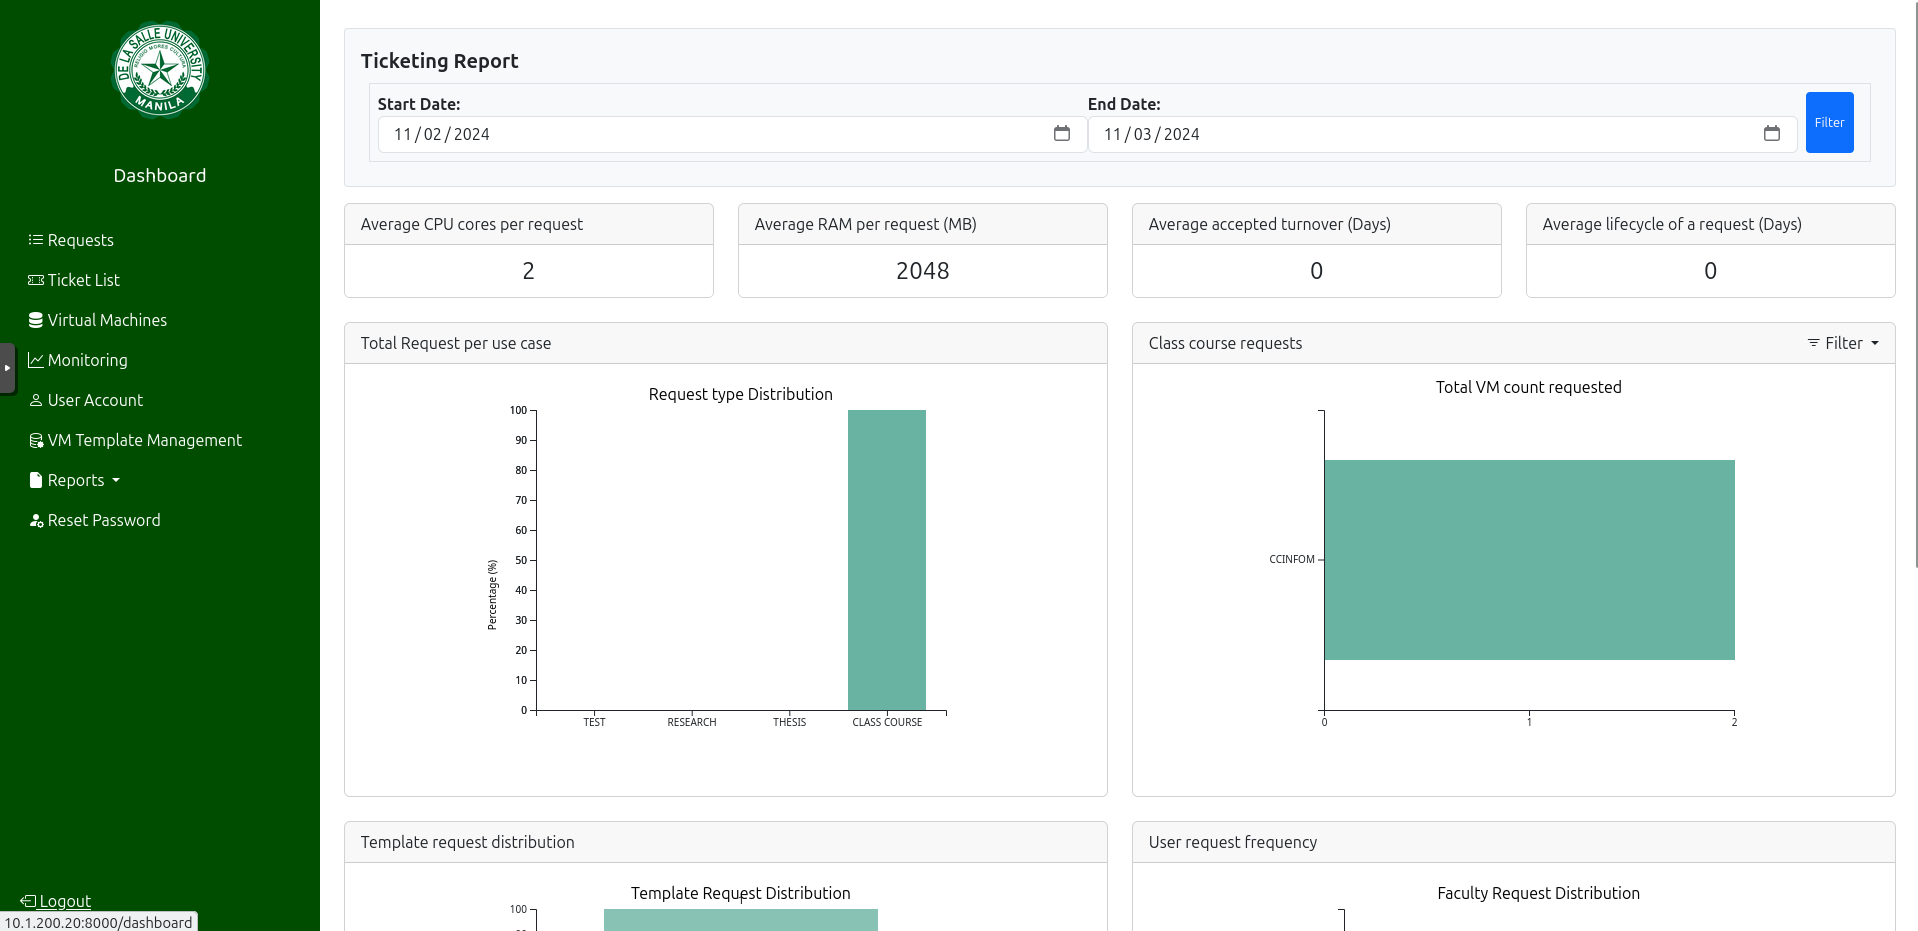 DE LA SALLE UNIVERSITY
RELIGIO MORES CULTURA
MANILA
Dashboard
Requests
Ticket List
Virtual Machines
Monitoring
User Account
VM Template Management
Reports
Reset Password
Logout
10.1.200.20:8000/dashboard
Ticketing Report
Start Date:
11/02/2024
End Date:
11/03/2024
Filter
Average CPU cores per request
2
Average RAM per request (MB)
2048
Average accepted turnover (Days)
0
Average lifecycle of a request (Days)
0
Total Request per use case
Request type Distribution
100
90
80
70
60
50
40
30
20
10
0
Percentage (%)
TEST
RESEARCH
THESIS
CLASS COURSE
Class course requests
Filter
Total VM count requested
CCINFOM
0
1
2
Template request distribution
Template Request Distribution
100
User request frequency
Faculty Request Distribution